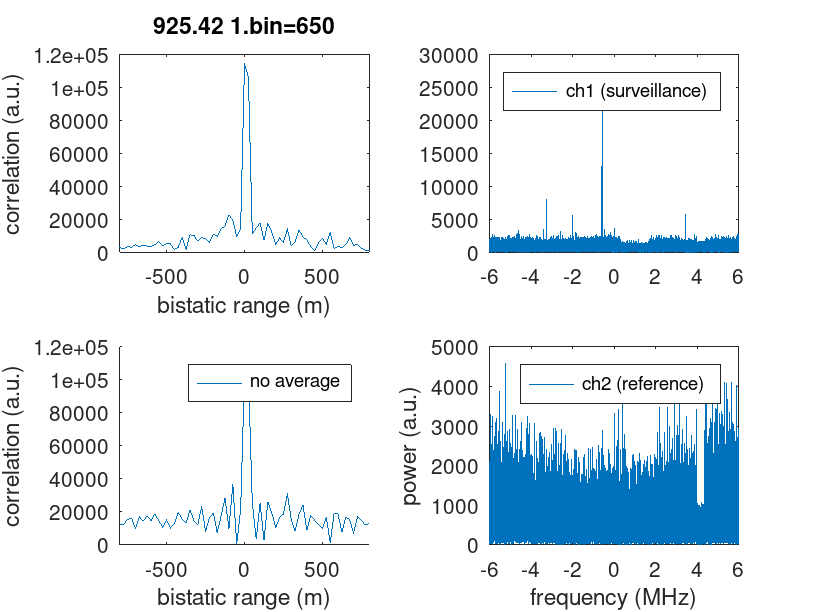 925.42 1.bin=650
1.2e+05
1e+05
80000
60000
40000
20000
0
correlation (a.u.)
-500 0 500
bistatic range (m)
30000
25000
20000
15000
10000
5000
0
ch1 (surveillance)
-6 -4 -2 0 2 4 6
1.2e+05
1e+05
80000
60000
40000
20000
0
correlation (a.u.)
no average
-500 0 500
bistatic range (m)
5000
4000
3000
2000
1000
0
power (a.u.)
ch2 (reference)
-6 -4 -2 0 2 4 6
frequency (MHz)